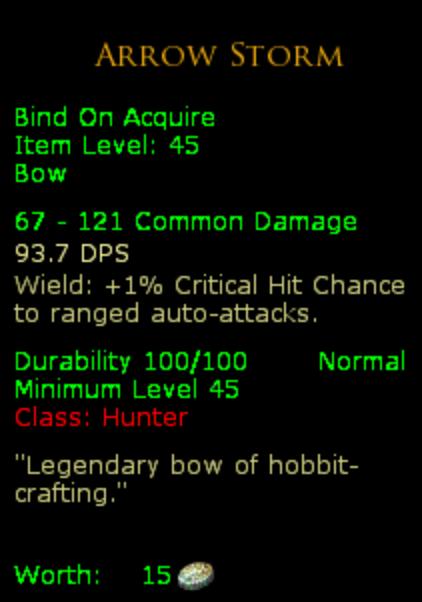 ARROW STORM
Bind On Acquire
Item Level: 45
Bow
67 - 121 Common Damage
93.7 DPS
Wield: +1% Critical Hit Chance
to ranged auto-attacks.
Durability 100/100 Normal
Minimum Level 45
Class: Hunter
"Legendary bow of hobbit-
crafting."
Worth: 15